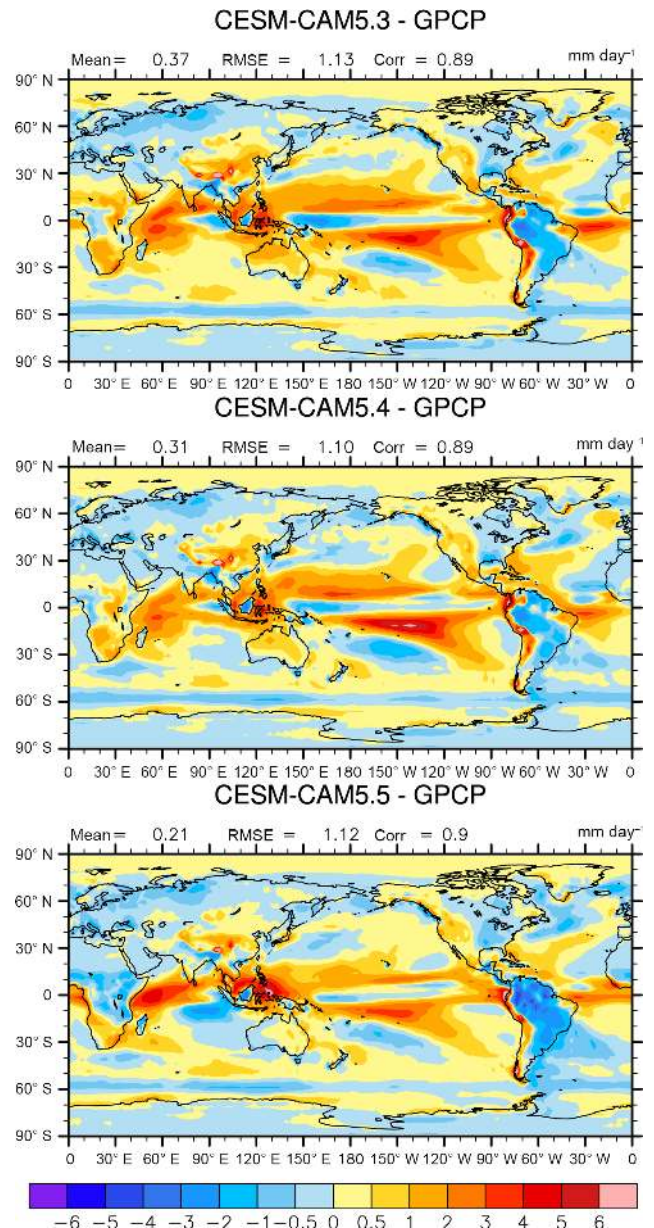 CESM-CAM5.3 - GPCP
Mean= 0.37 RMSE = 1.13 Corr = 0.89 mm day⁻¹
90° N
60° N
30° N
0
30° S
60° S
90° S
0 30° E 60° E 90° E 120° E 150° E 180 150° W 120° W 90° W 60° W 30° W 0
CESM-CAM5.4 - GPCP
Mean= 0.31 RMSE = 1.10 Corr = 0.89 mm day⁻¹
90° N
60° N
30° N
0
30° S
60° S
90° S
0 30° E 60° E 90° E 120° E 150° E 180 150° W 120° W 90° W 60° W 30° W 0
CESM-CAM5.5 - GPCP
Mean= 0.21 RMSE = 1.12 Corr = 0.9 mm day⁻¹
90° N
60° N
30° N
0
30° S
60° S
90° S
0 30° E 60° E 90° E 120° E 150° E 180 150° W 120° W 90° W 60° W 30° W 0
−6 −5 −4 −3 −2 −1 −0.5 0 0.5 1 2 3 4 5 6